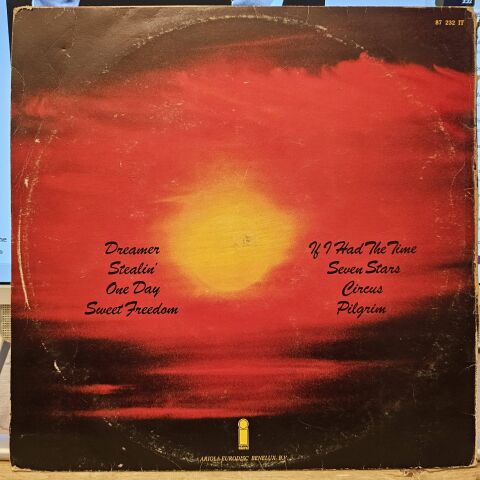 87 232 IT
Dreamer
Stealin'
One Day
Sweet Freedom
If I Had The Time
Seven Stars
Circus
Pilgrim
ARIOLA-EURODISC BENELUX B.V.